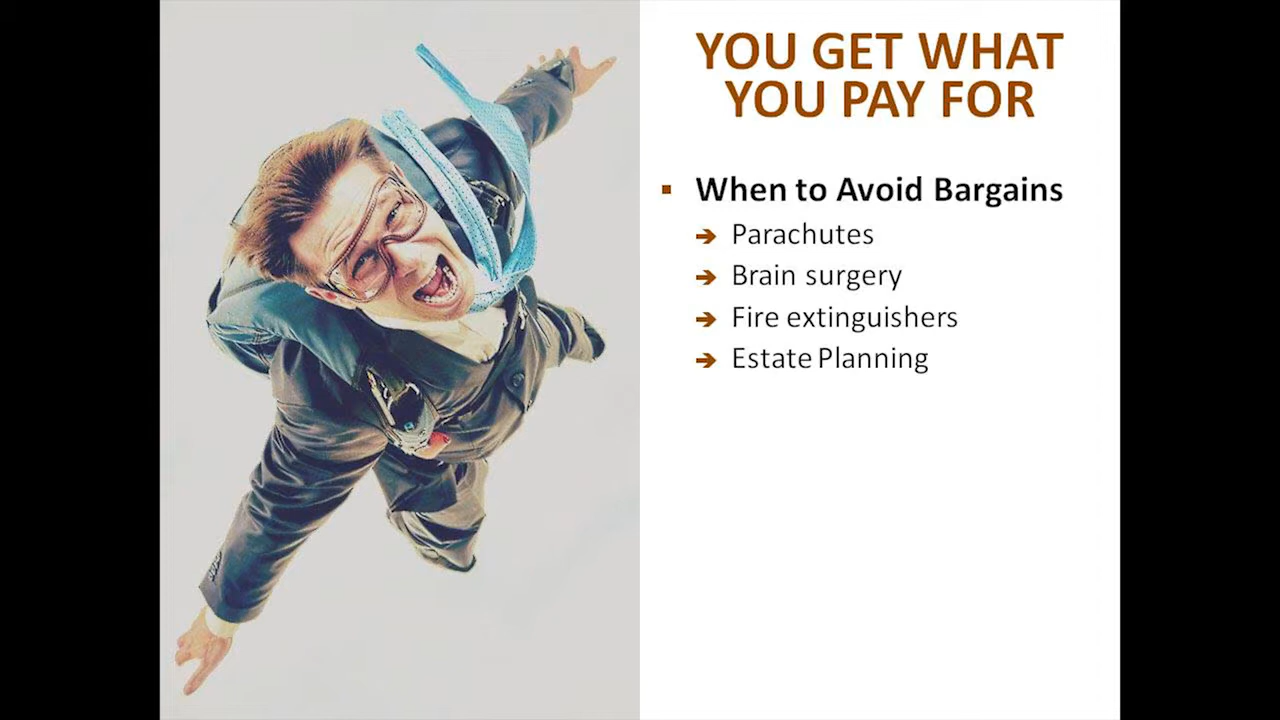 YOU GET WHAT
YOU PAY FOR
When to Avoid Bargains
Parachutes
Brain surgery
Fire extinguishers
Estate Planning